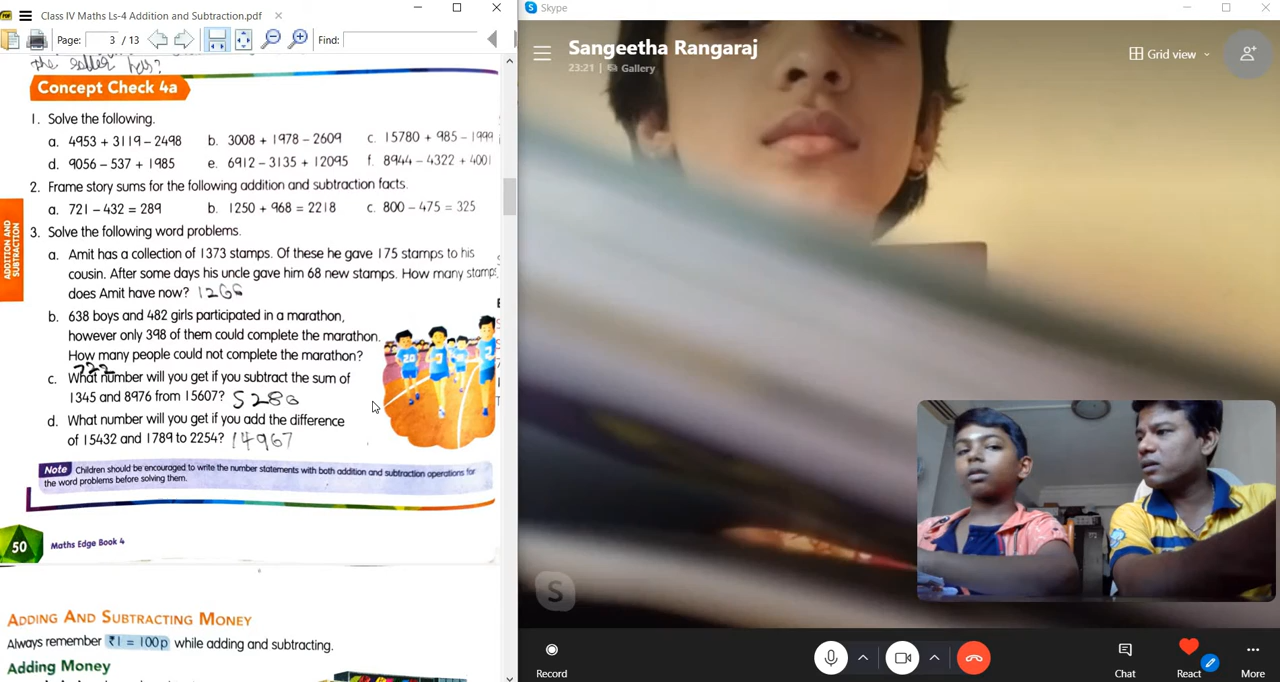 Class IV Maths Ls-4 Addition and Subtraction.pdf
Page: 3 / 13
Find:
the seller has?
Concept Check 4a
1. Solve the following.
a. 4953 + 3119 – 2498 b. 3008 + 1978 – 2609 c. 15780 + 985 – 1999
d. 9056 – 537 + 1985 e. 6912 – 3135 + 12095 f. 8944 – 4322 + 4001
2. Frame story sums for the following addition and subtraction facts.
a. 721 – 432 = 289 b. 1250 + 968 = 2218 c. 800 – 475 = 325
3. Solve the following word problems.
a. Amit has a collection of 1373 stamps. Of these he gave 175 stamps to his
cousin. After some days his uncle gave him 68 new stamps. How many stamps
does Amit have now? 1266
b. 638 boys and 482 girls participated in a marathon,
however only 398 of them could complete the marathon.
How many people could not complete the marathon?
722
c. What number will you get if you subtract the sum of
1345 and 8976 from 15607? 5286
d. What number will you get if you add the difference
of 15432 and 1789 to 2254? 14967
Note Children should be encouraged to write the number statements with both addition and subtraction operations for
the word problems before solving them.
ADDITION AND
SUBTRACTION
50 Maths Edge Book 4
ADDING AND SUBTRACTING MONEY
Always remember ₹1 = 100p while adding and subtracting.
Adding Money
Skype
Sangeetha Rangaraj
23:21 | Gallery
Grid view
20
Record
Chat
React
More